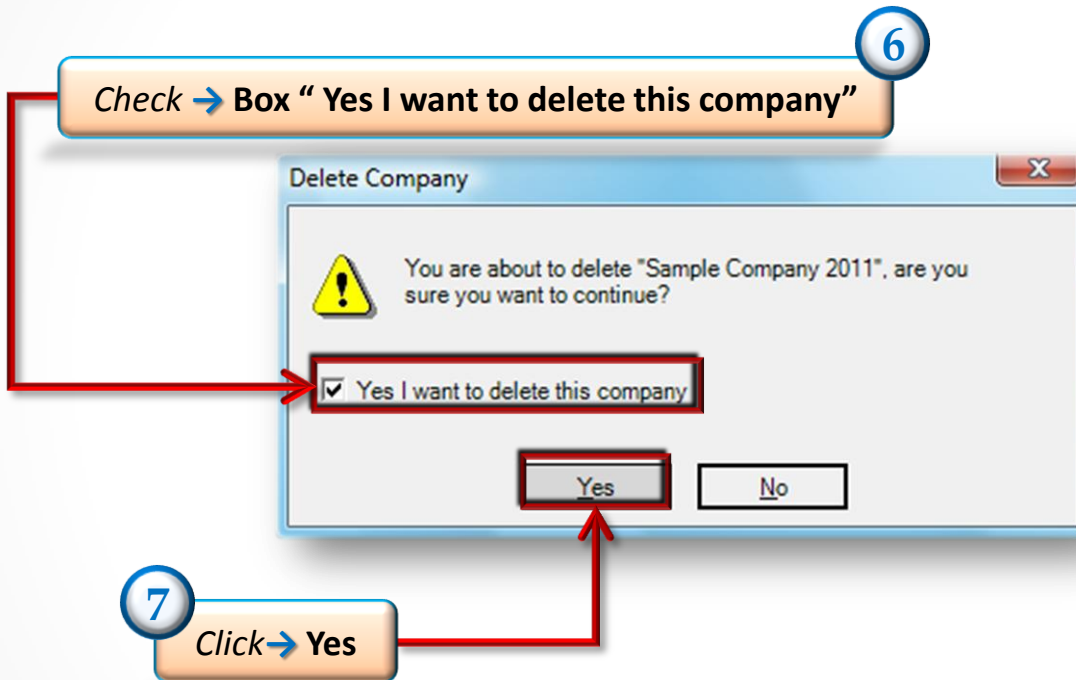 6
Check → Box “ Yes I want to delete this company”
Delete Company
You are about to delete "Sample Company 2011", are you
sure you want to continue?
Yes I want to delete this company
Yes No
7
Click→ Yes